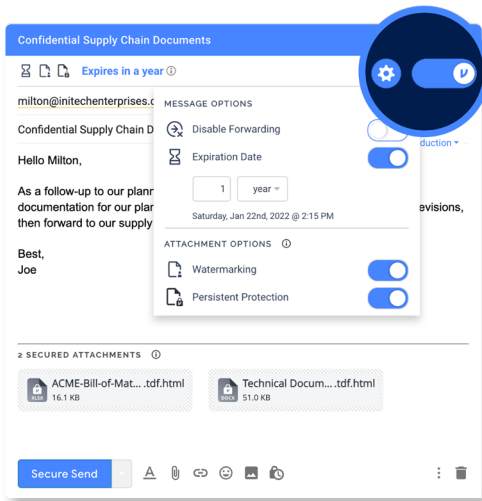 Confidential Supply Chain Documents
Expires in a year
milton@initechenterprises.c
MESSAGE OPTIONS
Confidential Supply Chain D
Disable Forwarding
duction
Hello Milton,
Expiration Date
As a follow-up to our plann
1 year
evisions,
documentation for our plar
Saturday, Jan 22nd, 2022 @ 2:15 PM
then forward to our supply
ATTACHMENT OPTIONS
Best,
Joe
Watermarking
Persistent Protection
2 SECURED ATTACHMENTS
ACME-Bill-of-Mat... .tdf.html
XLSX
16.1 KB
Technical Docum... .tdf.html
DOCX
51.0 KB
Secure Send